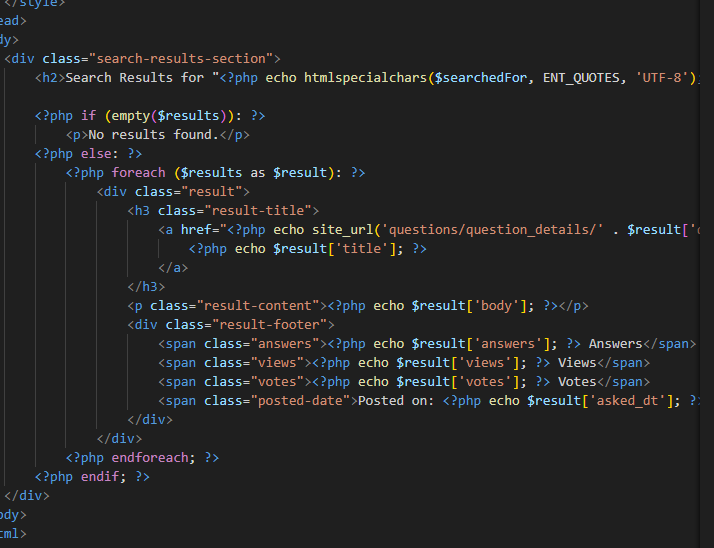 </style>
ead>
dy>
<div class="search-results-section">
<h2>Search Results for "<?php echo htmlspecialchars($searchedFor, ENT_QUOTES, 'UTF-8');
<?php if (empty($results)): ?>
<p>No results found.</p>
<?php else: ?>
<?php foreach ($results as $result): ?>
<div class="result">
<h3 class="result-title">
<a href="<?php echo site_url('questions/question_details/' . $result['
<?php echo $result['title']; ?>
</a>
</h3>
<p class="result-content"><?php echo $result['body']; ?></p>
<div class="result-footer">
<span class="answers"><?php echo $result['answers']; ?> Answers</span>
<span class="views"><?php echo $result['views']; ?> Views</span>
<span class="votes"><?php echo $result['votes']; ?> Votes</span>
<span class="posted-date">Posted on: <?php echo $result['asked_dt']; ?>
</div>
</div>
<?php endforeach; ?>
<?php endif; ?>
</div>
ody>
tml>